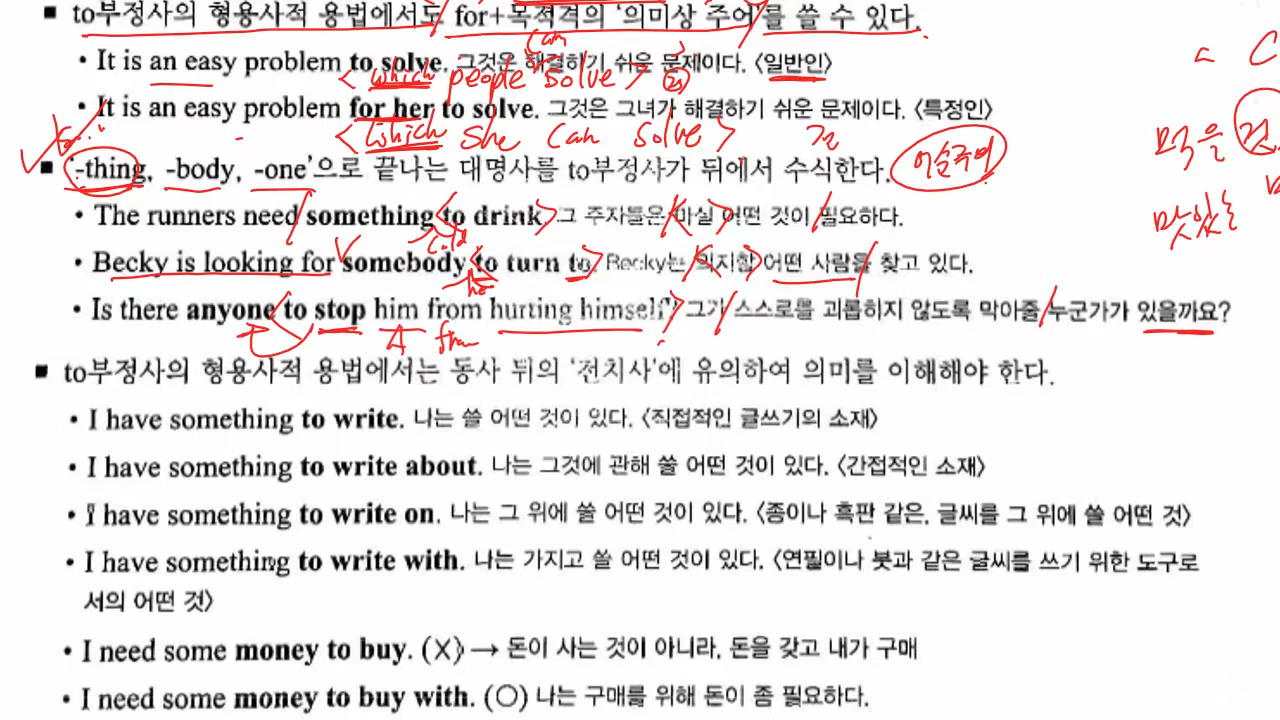 ■ to부정사의 형용사적 용법에서도 for+목적격의 '의미상 주어'를 쓸 수 있다.
can
• It is an easy problem to solve. 그것은 해결하기 쉬운 문제이다. <일반인>
< which people solve >
• It is an easy problem for her to solve. 그것은 그녀가 해결하기 쉬운 문제이다. <특정인>
< which she can solve >
먹을 것
■ '-thing, -body, -one'으로 끝나는 대명사를 to부정사가 뒤에서 수식한다.
• The runners need something to drink 그 주자들은 마실 어떤 것이 필요하다.
맛있는
cold
• Becky is looking for somebody to turn to. Becky는 의지할 어떤 사람을 찾고 있다.
• Is there anyone to stop him from hurting himself? 그가 스스로를 괴롭히지 않도록 막아줄 누군가가 있을까요?
A from
■ to부정사의 형용사적 용법에서는 동사 뒤의 '전치사'에 유의하여 의미를 이해해야 한다.
• I have something to write. 나는 쓸 어떤 것이 있다. <직접적인 글쓰기의 소재>
• I have something to write about. 나는 그것에 관해 쓸 어떤 것이 있다. <간접적인 소재>
• I have something to write on. 나는 그 위에 쓸 어떤 것이 있다. <종이나 흑판 같은, 글씨를 그 위에 쓸 어떤 것>
• I have something to write with. 나는 가지고 쓸 어떤 것이 있다. <연필이나 붓과 같은 글씨를 쓰기 위한 도구로
서의 어떤 것>
• I need some money to buy. (X) → 돈이 사는 것이 아니라, 돈을 갖고 내가 구매
• I need some money to buy with. (○) 나는 구매를 위해 돈이 좀 필요하다.